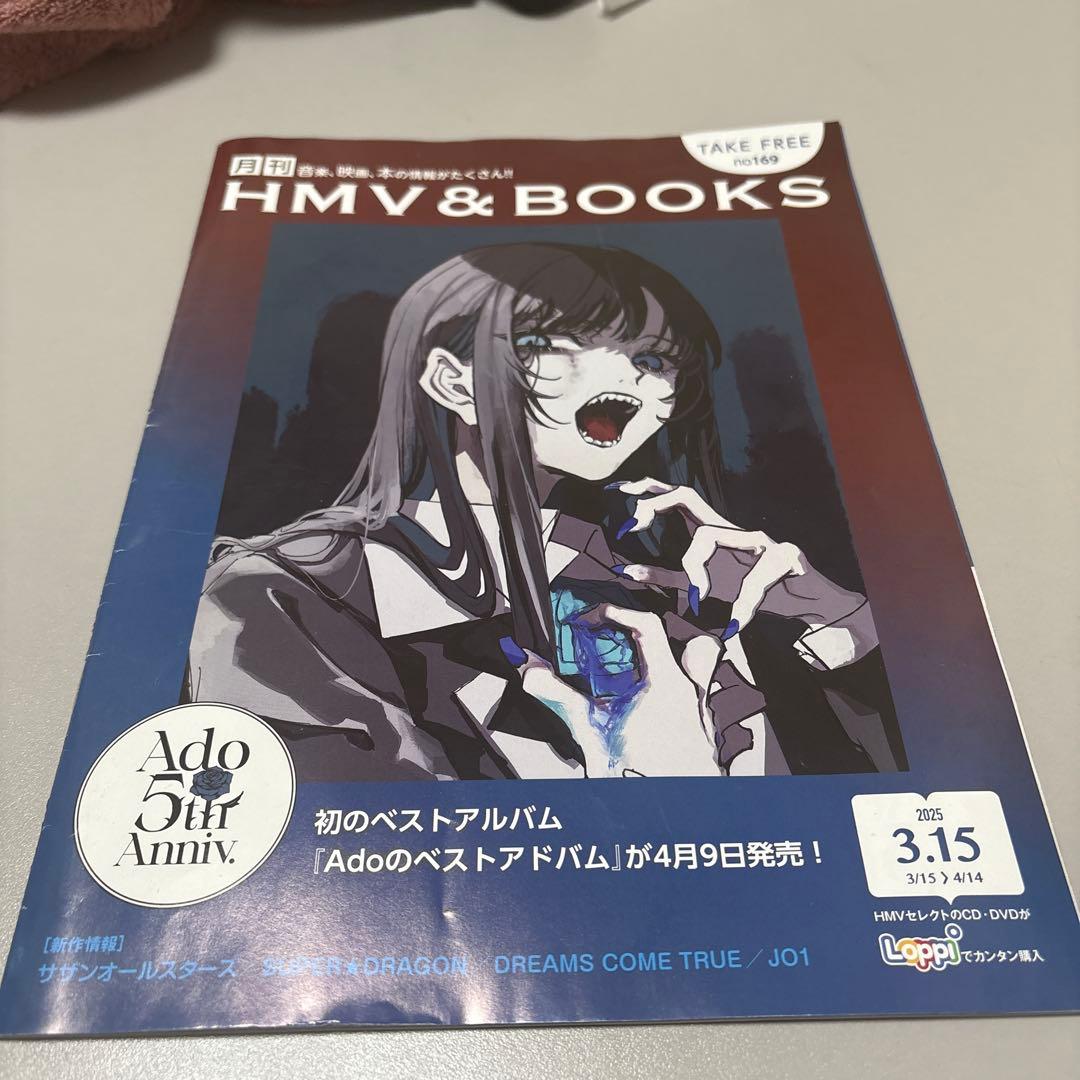 TAKE FREE
no169
月刊 音楽、映画、本の情報がたくさん!!
HMV&BOOKS
Ado
5th
Anniv.
初のベストアルバム
『Adoのベストアドバム』が4月9日発売！
2025
3.15
3/15 ❯ 4/14
HMVセレクトのCD・DVDが
Loppiでカンタン購入
[新作情報]
サザンオールスターズ SUPER★DRAGON DREAMS COME TRUE／JO1